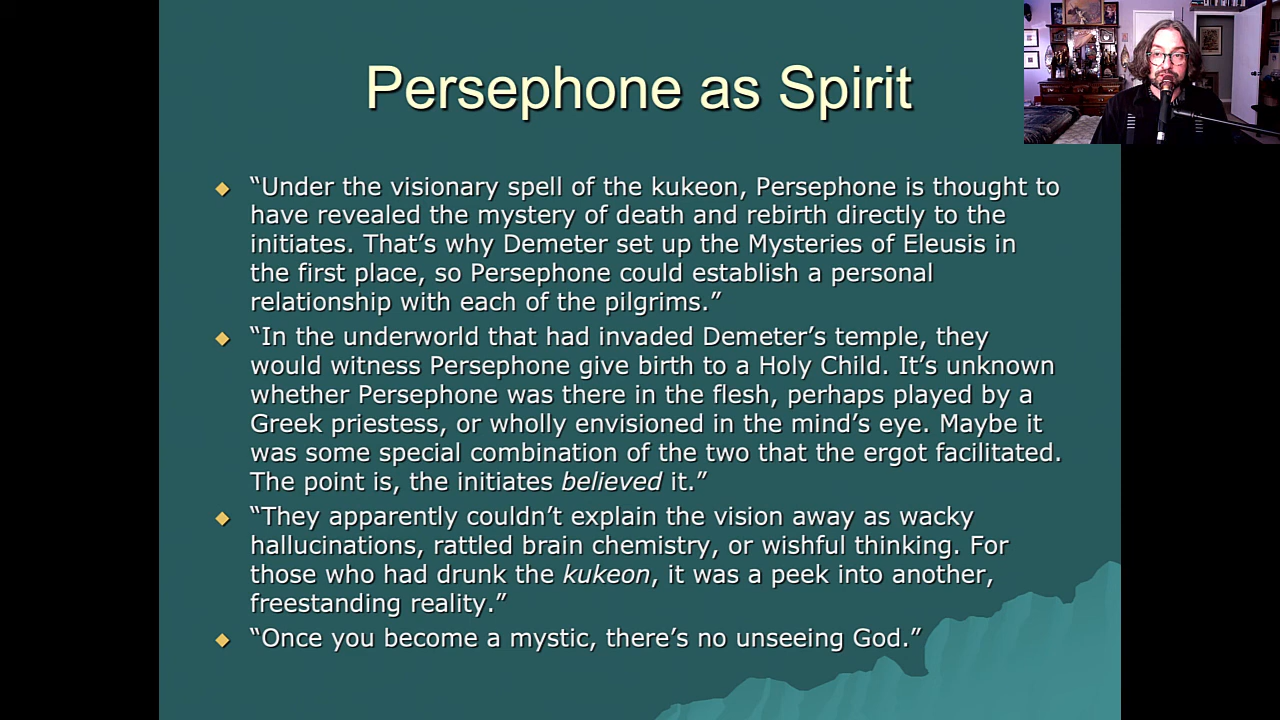 Persephone as Spirit
“Under the visionary spell of the kukeon, Persephone is thought to
have revealed the mystery of death and rebirth directly to the
initiates. That’s why Demeter set up the Mysteries of Eleusis in
the first place, so Persephone could establish a personal
relationship with each of the pilgrims.”
“In the underworld that had invaded Demeter’s temple, they
would witness Persephone give birth to a Holy Child. It’s unknown
whether Persephone was there in the flesh, perhaps played by a
Greek priestess, or wholly envisioned in the mind’s eye. Maybe it
was some special combination of the two that the ergot facilitated.
The point is, the initiates believed it.”
“They apparently couldn’t explain the vision away as wacky
hallucinations, rattled brain chemistry, or wishful thinking. For
those who had drunk the kukeon, it was a peek into another,
freestanding reality.”
“Once you become a mystic, there’s no unseeing God.”